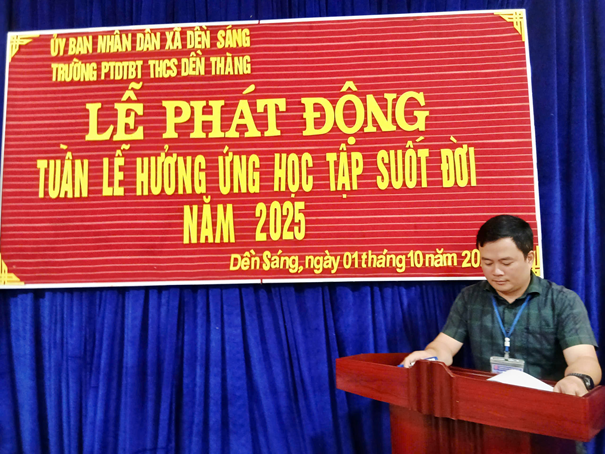 ỦY BAN NHÂN DÂN XÃ DỀN SÁNG
TRƯỜNG PTDTBT THCS DỀN THÀNG
LỄ PHÁT ĐỘNG
TUẦN LỄ HƯỞNG ỨNG HỌC TẬP SUỐT ĐỜI
NĂM 2025
Dền Sáng, ngày 01 tháng 10 năm 20